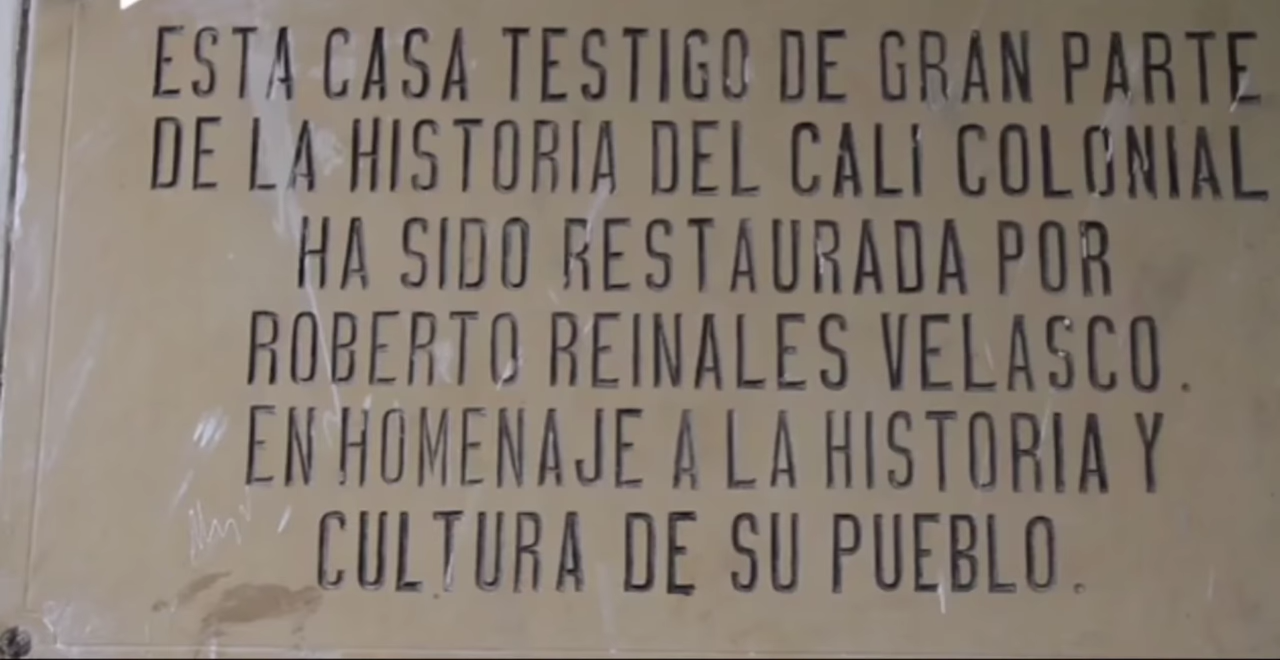 ESTA CASA TESTIGO DE GRAN PARTE
DE LA HISTORIA DEL CALI COLONIAL
HA SIDO RESTAURADA POR
ROBERTO REINALES VELASCO.
EN HOMENAJE A LA HISTORIA Y
CULTURA DE SU PUEBLO.